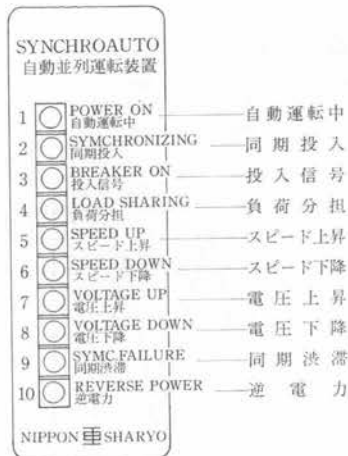 SYNCHROAUTO
自動並列運転装置
1 POWER ON 自動運転中
自動運転中
2 SYMCHRONIZING 同期投入
同期投入
3 BREAKER ON 投入信号
投入信号
4 LOAD SHARING 負荷分担
負荷分担
5 SPEED UP スピード上昇
スピード上昇
6 SPEED DOWN スピード下降
スピード下降
7 VOLTAGE UP 電圧上昇
電圧上昇
8 VOLTAGE DOWN 電圧下降
電圧下降
9 SYMC.FAILURE 同期渋滞
同期渋滞
10 REVERSE POWER 逆電力
逆電力
NIPPON SHARYO